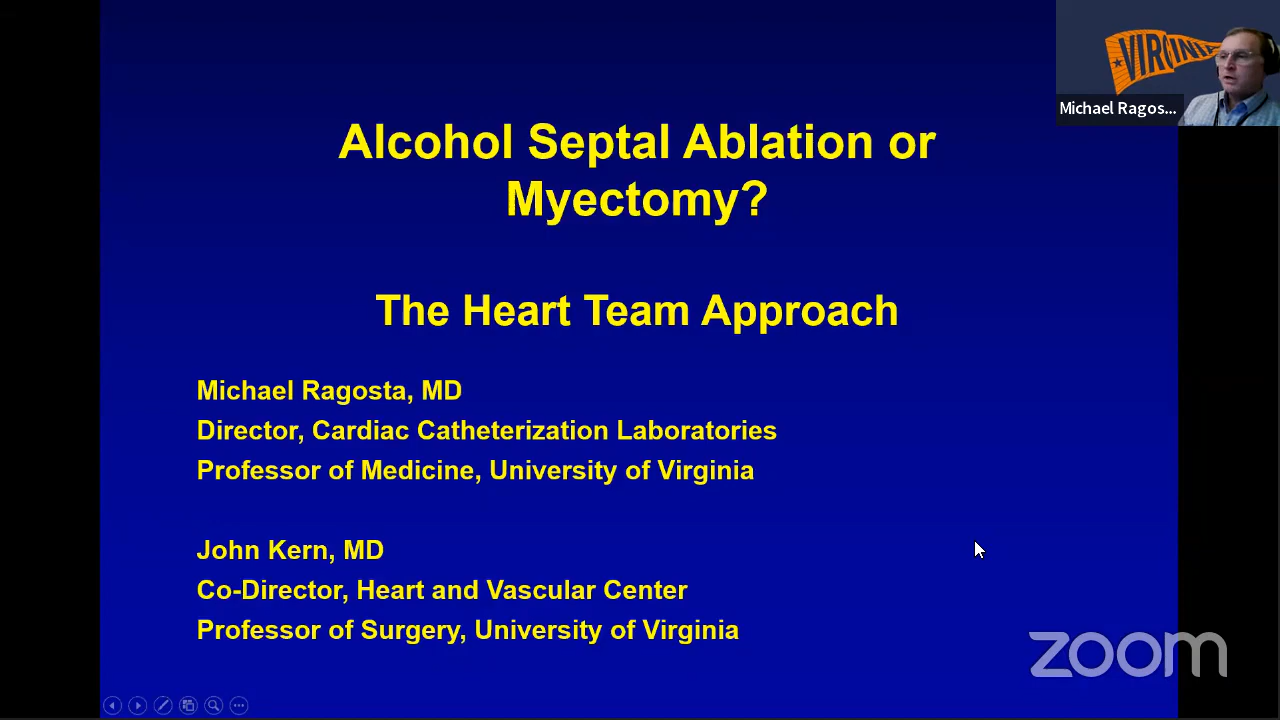 VIRGINIA
Michael Ragos...
Alcohol Septal Ablation or
Myectomy?
The Heart Team Approach
Michael Ragosta, MD
Director, Cardiac Catheterization Laboratories
Professor of Medicine, University of Virginia
John Kern, MD
Co-Director, Heart and Vascular Center
Professor of Surgery, University of Virginia
zoom